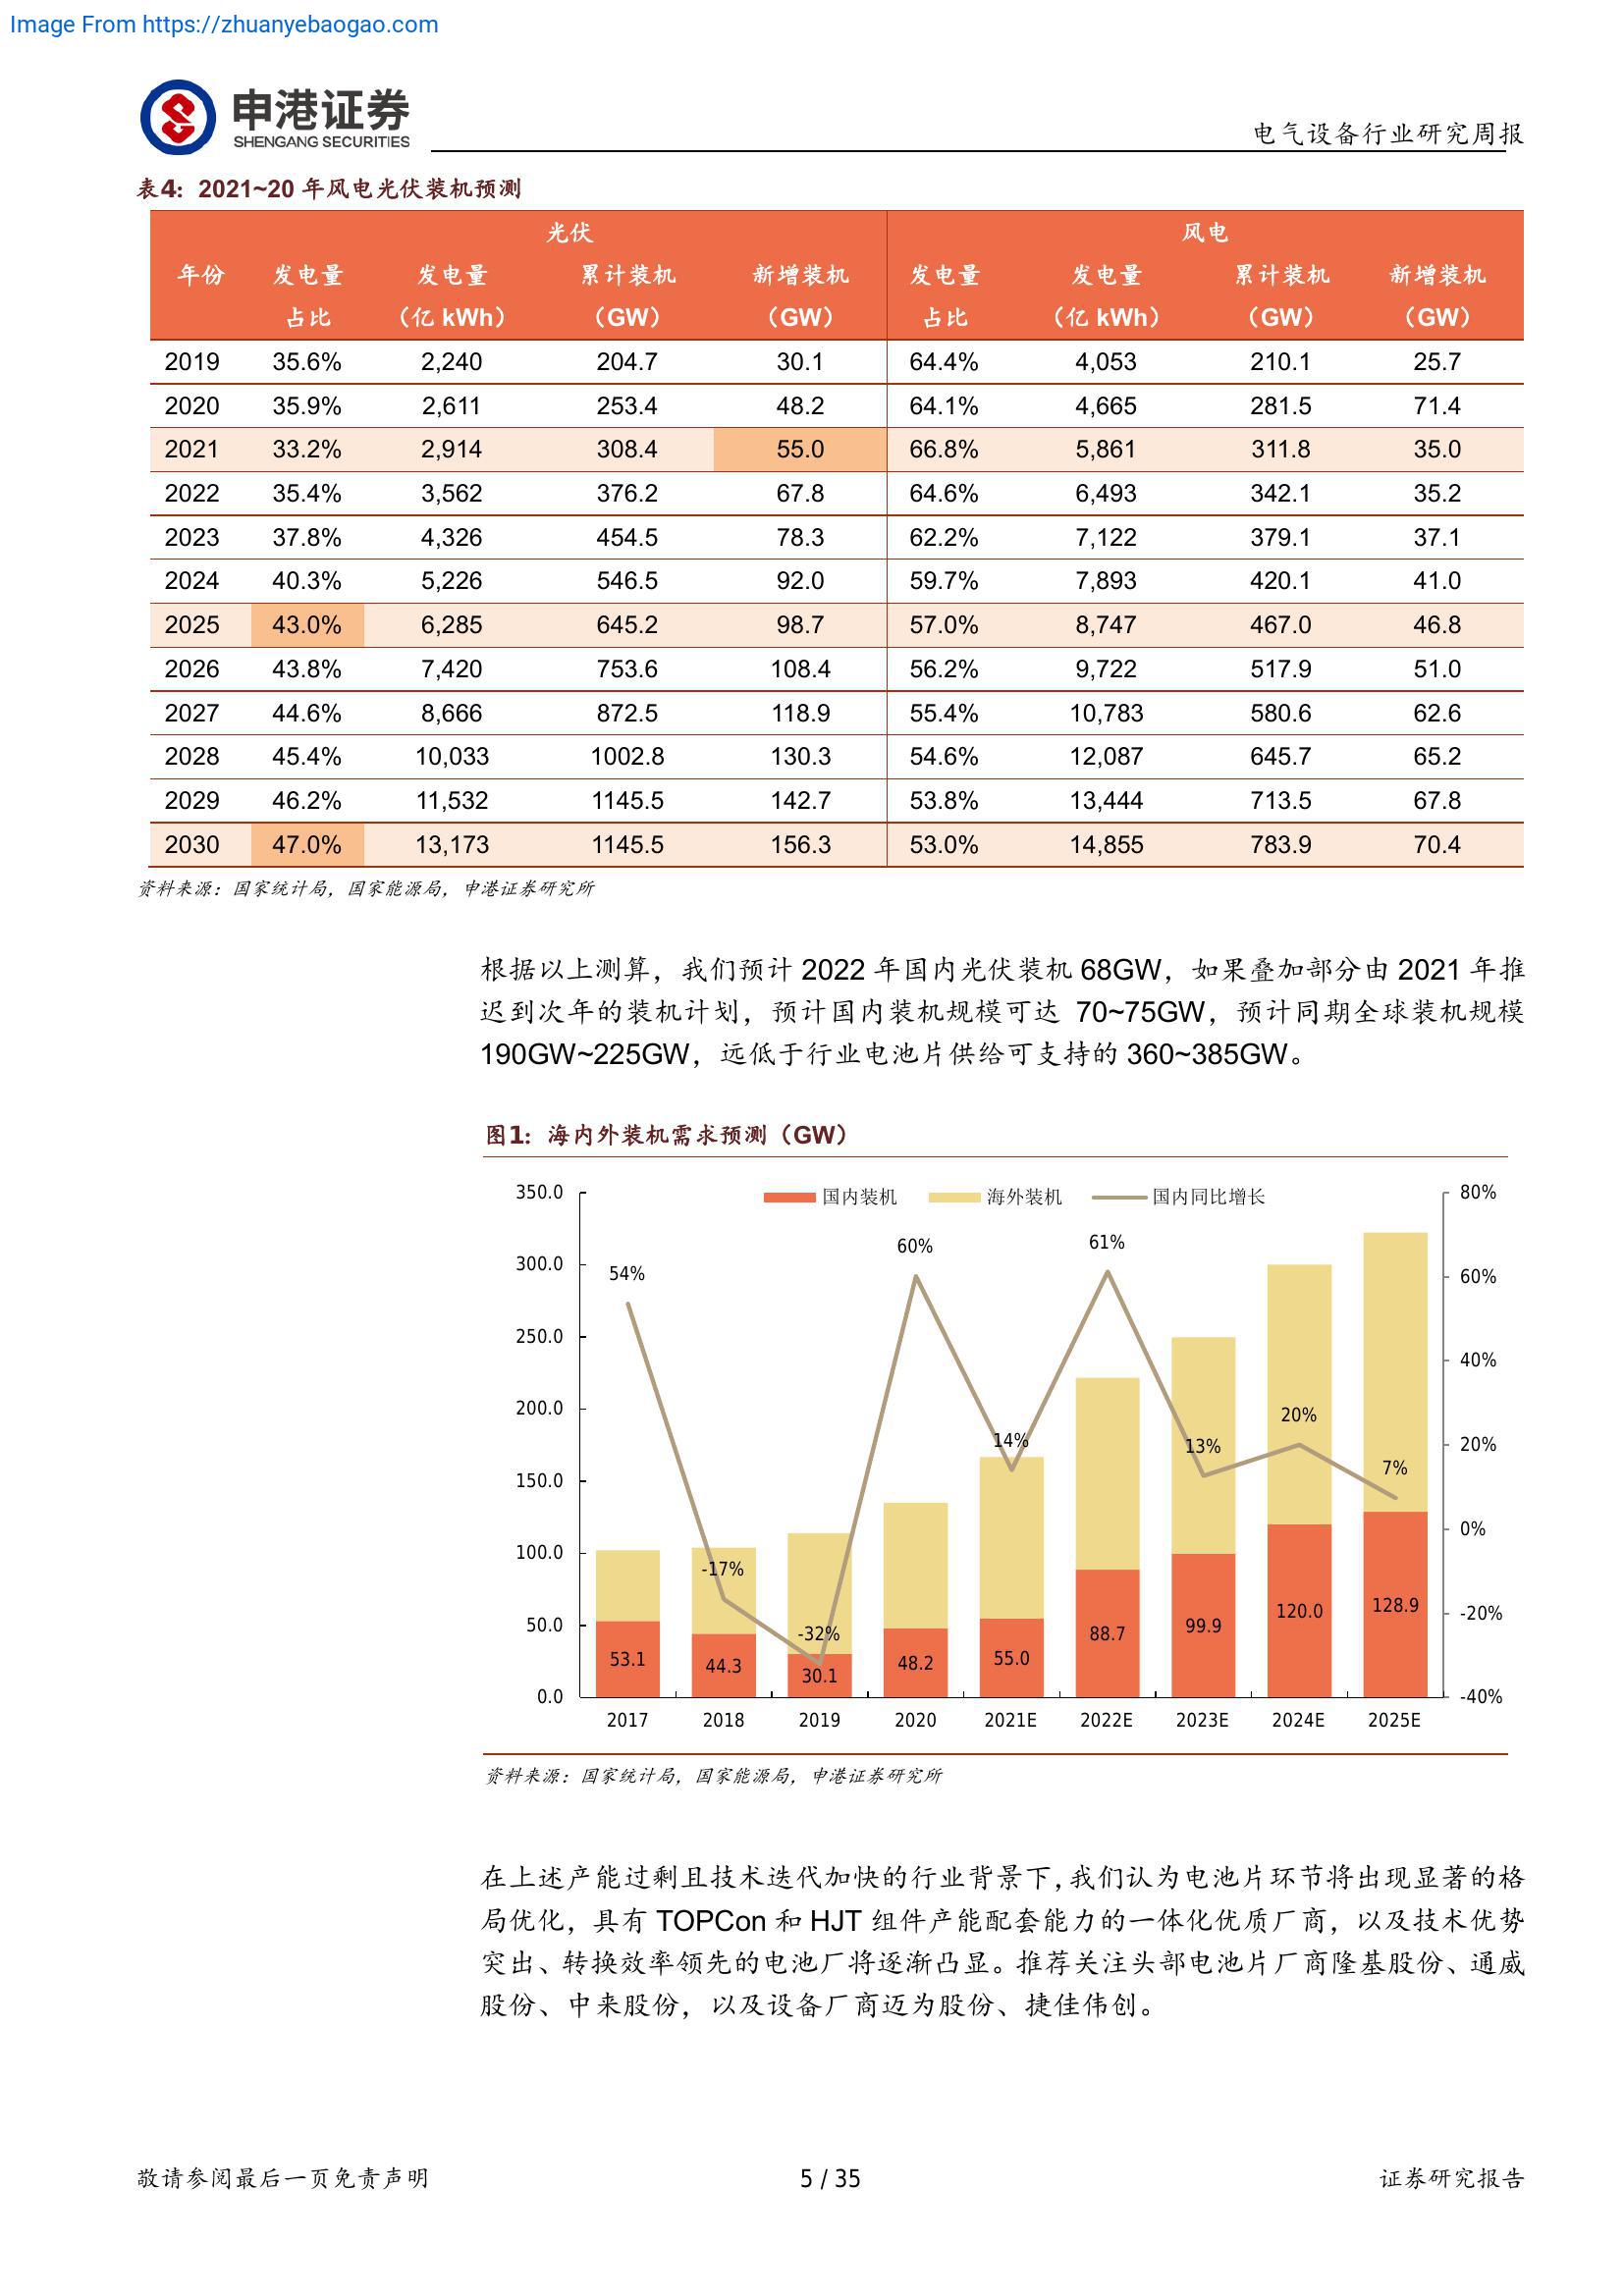 Image From https://zhuanyebaogao.com
申港证券
SHENGANG SECURITIES
电气设备行业研究周报
表4：2021~20 年风电光伏装机预测
光伏 风电
年份 发电量 发电量 累计装机 新增装机 发电量 发电量 累计装机 新增装机
占比 （亿 kWh） （GW） （GW） 占比 （亿 kWh） （GW） （GW）
2019 35.6% 2,240 204.7 30.1 64.4% 4,053 210.1 25.7
2020 35.9% 2,611 253.4 48.2 64.1% 4,665 281.5 71.4
2021 33.2% 2,914 308.4 55.0 66.8% 5,861 311.8 35.0
2022 35.4% 3,562 376.2 67.8 64.6% 6,493 342.1 35.2
2023 37.8% 4,326 454.5 78.3 62.2% 7,122 379.1 37.1
2024 40.3% 5,226 546.5 92.0 59.7% 7,893 420.1 41.0
2025 43.0% 6,285 645.2 98.7 57.0% 8,747 467.0 46.8
2026 43.8% 7,420 753.6 108.4 56.2% 9,722 517.9 51.0
2027 44.6% 8,666 872.5 118.9 55.4% 10,783 580.6 62.6
2028 45.4% 10,033 1002.8 130.3 54.6% 12,087 645.7 65.2
2029 46.2% 11,532 1145.5 142.7 53.8% 13,444 713.5 67.8
2030 47.0% 13,173 1145.5 156.3 53.0% 14,855 783.9 70.4
资料来源：国家统计局，国家能源局，申港证券研究所
根据以上测算，我们预计 2022 年国内光伏装机 68GW，如果叠加部分由 2021 年推
迟到次年的装机计划，预计国内装机规模可达 70~75GW，预计同期全球装机规模
190GW~225GW，远低于行业电池片供给可支持的 360~385GW。
图1：海内外装机需求预测（GW）
国内装机 海外装机 国内同比增长
350.0 80%
300.0 60%
250.0 40%
200.0 20%
150.0 0%
100.0 -20%
50.0 -40%
0.0
54% -17% -32% 60% 14% 61% 13% 20% 7%
53.1 44.3 30.1 48.2 55.0 88.7 99.9 120.0 128.9
2017 2018 2019 2020 2021E 2022E 2023E 2024E 2025E
资料来源：国家统计局，国家能源局，申港证券研究所
在上述产能过剩且技术迭代加快的行业背景下，我们认为电池片环节将出现显著的格
局优化，具有 TOPCon 和 HJT 组件产能配套能力的一体化优质厂商，以及技术优势
突出、转换效率领先的电池厂将逐渐凸显。推荐关注头部电池片厂商隆基股份、通威
股份、中来股份，以及设备厂商迈为股份、捷佳伟创。
敬请参阅最后一页免责声明 5 / 35 证券研究报告